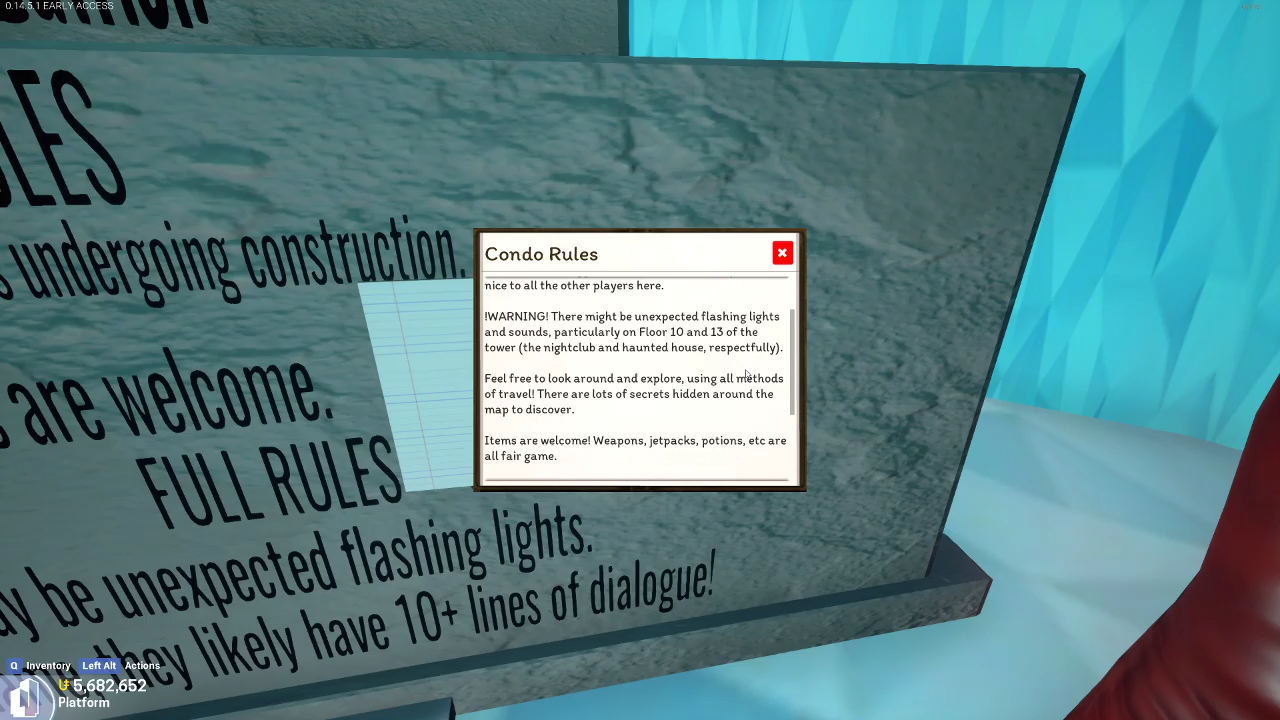 0.14.5.1 EARLY ACCESS
LES
undergoing construction.
are welcome.
FULL RULES
be unexpected flashing lights.
they likely have 10+ lines of dialogue!
Condo Rules
nice to all the other players here.
!WARNING! There might be unexpected flashing lights
and sounds, particularly on Floor 10 and 13 of the
tower (the nightclub and haunted house, respectfully).
Feel free to look around and explore, using all methods
of travel! There are lots of secrets hidden around the
map to discover.
Items are welcome! Weapons, jetpacks, potions, etc are
all fair game.
Q Inventory Left Alt Actions
5,682,652
Platform